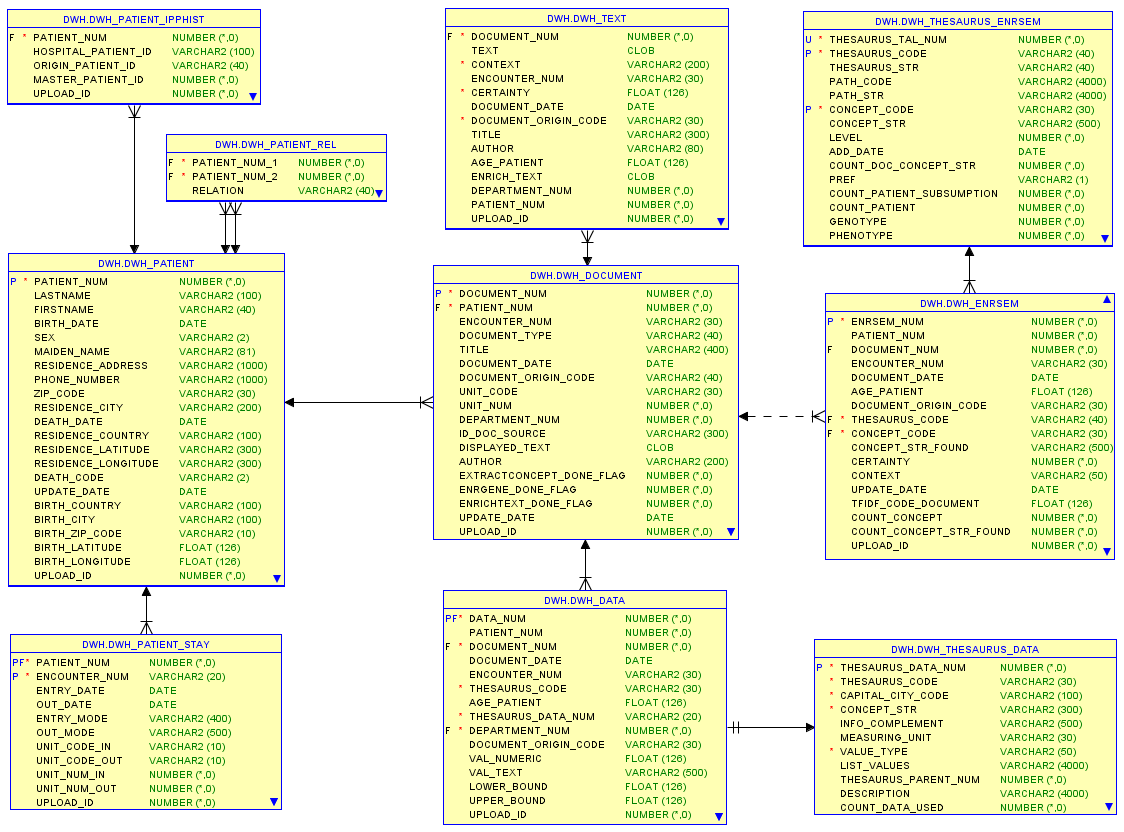 DWH.DWH_PATIENT_IPPHIST
F * PATIENT_NUM NUMBER (*,0)
HOSPITAL_PATIENT_ID VARCHAR2 (100)
ORIGIN_PATIENT_ID VARCHAR2 (40)
MASTER_PATIENT_ID NUMBER (*,0)
UPLOAD_ID NUMBER (*,0)
DWH.DWH_TEXT
F * DOCUMENT_NUM NUMBER (*,0)
TEXT CLOB
* CONTEXT VARCHAR2 (200)
ENCOUNTER_NUM VARCHAR2 (30)
* CERTAINTY FLOAT (126)
DOCUMENT_DATE DATE
* DOCUMENT_ORIGIN_CODE VARCHAR2 (30)
TITLE VARCHAR2 (300)
AUTHOR VARCHAR2 (80)
AGE_PATIENT FLOAT (126)
ENRICH_TEXT CLOB
DEPARTMENT_NUM NUMBER (*,0)
PATIENT_NUM NUMBER (*,0)
UPLOAD_ID NUMBER (*,0)
DWH.DWH_THESAURUS_ENRSEM
U * THESAURUS_TAL_NUM NUMBER (*,0)
P * THESAURUS_CODE VARCHAR2 (40)
THESAURUS_STR VARCHAR2 (40)
PATH_CODE VARCHAR2 (4000)
PATH_STR VARCHAR2 (4000)
P * CONCEPT_CODE VARCHAR2 (30)
CONCEPT_STR VARCHAR2 (500)
LEVEL NUMBER (*,0)
ADD_DATE DATE
COUNT_DOC_CONCEPT_STR NUMBER (*,0)
PREF VARCHAR2 (1)
COUNT_PATIENT_SUBSUMPTION NUMBER (*,0)
COUNT_PATIENT NUMBER (*,0)
GENOTYPE NUMBER (*,0)
PHENOTYPE NUMBER (*,0)
DWH.DWH_PATIENT_REL
F * PATIENT_NUM_1 NUMBER (*,0)
F * PATIENT_NUM_2 NUMBER (*,0)
RELATION VARCHAR2 (40)
DWH.DWH_PATIENT
P * PATIENT_NUM NUMBER (*,0)
LASTNAME VARCHAR2 (100)
FIRSTNAME VARCHAR2 (40)
BIRTH_DATE DATE
SEX VARCHAR2 (2)
MAIDEN_NAME VARCHAR2 (81)
RESIDENCE_ADDRESS VARCHAR2 (1000)
PHONE_NUMBER VARCHAR2 (1000)
ZIP_CODE VARCHAR2 (30)
RESIDENCE_CITY VARCHAR2 (200)
DEATH_DATE DATE
RESIDENCE_COUNTRY VARCHAR2 (100)
RESIDENCE_LATITUDE VARCHAR2 (300)
RESIDENCE_LONGITUDE VARCHAR2 (300)
DEATH_CODE VARCHAR2 (2)
UPDATE_DATE DATE
BIRTH_COUNTRY VARCHAR2 (100)
BIRTH_CITY VARCHAR2 (100)
BIRTH_ZIP_CODE VARCHAR2 (10)
BIRTH_LATITUDE FLOAT (126)
BIRTH_LONGITUDE FLOAT (126)
UPLOAD_ID NUMBER (*,0)
DWH.DWH_DOCUMENT
P * DOCUMENT_NUM NUMBER (*,0)
F * PATIENT_NUM NUMBER (*,0)
ENCOUNTER_NUM VARCHAR2 (30)
DOCUMENT_TYPE VARCHAR2 (40)
TITLE VARCHAR2 (400)
DOCUMENT_DATE DATE
DOCUMENT_ORIGIN_CODE VARCHAR2 (40)
UNIT_CODE VARCHAR2 (30)
UNIT_NUM NUMBER (*,0)
DEPARTMENT_NUM NUMBER (*,0)
ID_DOC_SOURCE VARCHAR2 (300)
DISPLAYED_TEXT CLOB
AUTHOR VARCHAR2 (200)
EXTRACTCONCEPT_DONE_FLAG NUMBER (*,0)
ENRGENE_DONE_FLAG NUMBER (*,0)
ENRICHTEXT_DONE_FLAG NUMBER (*,0)
UPDATE_DATE DATE
UPLOAD_ID NUMBER (*,0)
DWH.DWH_ENRSEM
P * ENRSEM_NUM NUMBER (*,0)
PATIENT_NUM NUMBER (*,0)
F DOCUMENT_NUM NUMBER (*,0)
ENCOUNTER_NUM VARCHAR2 (30)
DOCUMENT_DATE DATE
AGE_PATIENT FLOAT (126)
DOCUMENT_ORIGIN_CODE VARCHAR2 (30)
F * THESAURUS_CODE VARCHAR2 (40)
F * CONCEPT_CODE VARCHAR2 (30)
CONCEPT_STR_FOUND VARCHAR2 (500)
CERTAINTY NUMBER (*,0)
CONTEXT VARCHAR2 (50)
UPDATE_DATE DATE
TFIDF_CODE_DOCUMENT FLOAT (126)
COUNT_CONCEPT NUMBER (*,0)
COUNT_CONCEPT_STR_FOUND NUMBER (*,0)
UPLOAD_ID NUMBER (*,0)
DWH.DWH_PATIENT_STAY
PF* PATIENT_NUM NUMBER (*,0)
P * ENCOUNTER_NUM VARCHAR2 (20)
ENTRY_DATE DATE
OUT_DATE DATE
ENTRY_MODE VARCHAR2 (400)
OUT_MODE VARCHAR2 (500)
UNIT_CODE_IN VARCHAR2 (10)
UNIT_CODE_OUT VARCHAR2 (10)
UNIT_NUM_IN NUMBER (*,0)
UNIT_NUM_OUT NUMBER (*,0)
UPLOAD_ID NUMBER (*,0)
DWH.DWH_DATA
PF* DATA_NUM NUMBER (*,0)
PATIENT_NUM NUMBER (*,0)
F * DOCUMENT_NUM NUMBER (*,0)
DOCUMENT_DATE DATE
ENCOUNTER_NUM VARCHAR2 (30)
* THESAURUS_CODE VARCHAR2 (30)
AGE_PATIENT FLOAT (126)
* THESAURUS_DATA_NUM VARCHAR2 (20)
F * DEPARTMENT_NUM NUMBER (*,0)
DOCUMENT_ORIGIN_CODE VARCHAR2 (30)
VAL_NUMERIC FLOAT (126)
VAL_TEXT VARCHAR2 (500)
LOWER_BOUND FLOAT (126)
UPPER_BOUND FLOAT (126)
UPLOAD_ID NUMBER (*,0)
DWH.DWH_THESAURUS_DATA
P * THESAURUS_DATA_NUM NUMBER (*,0)
* THESAURUS_CODE VARCHAR2 (30)
* CAPITAL_CITY_CODE VARCHAR2 (100)
* CONCEPT_STR VARCHAR2 (300)
INFO_COMPLEMENT VARCHAR2 (500)
MEASURING_UNIT VARCHAR2 (30)
* VALUE_TYPE VARCHAR2 (50)
LIST_VALUES VARCHAR2 (4000)
THESAURUS_PARENT_NUM NUMBER (*,0)
DESCRIPTION VARCHAR2 (4000)
COUNT_DATA_USED NUMBER (*,0)